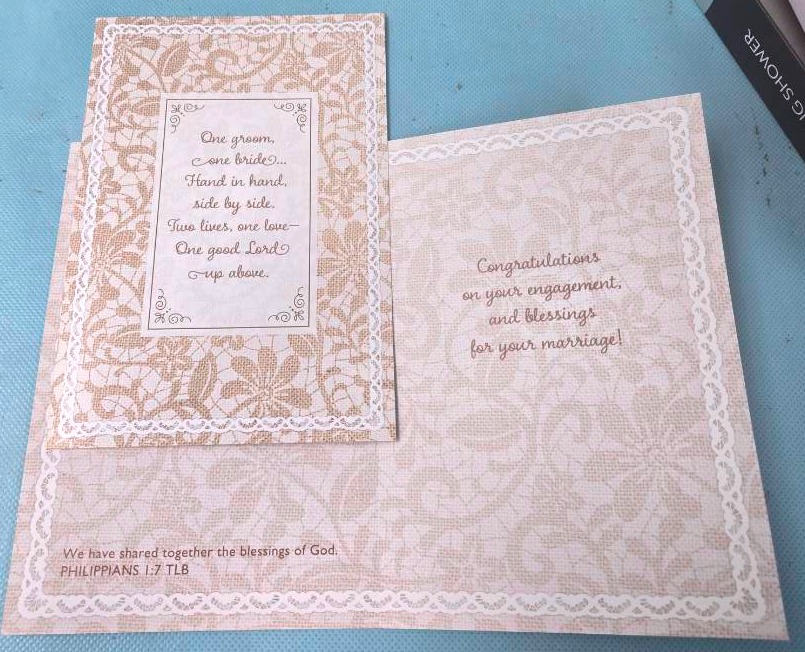 One groom,
one bride...
Hand in hand,
side by side.
Two lives, one love—
One good Lord
up above.
Congratulations
on your engagement,
and blessings
for your marriage!
We have shared together the blessings of God.
PHILIPPIANS 1:7 TLB
SHOWER